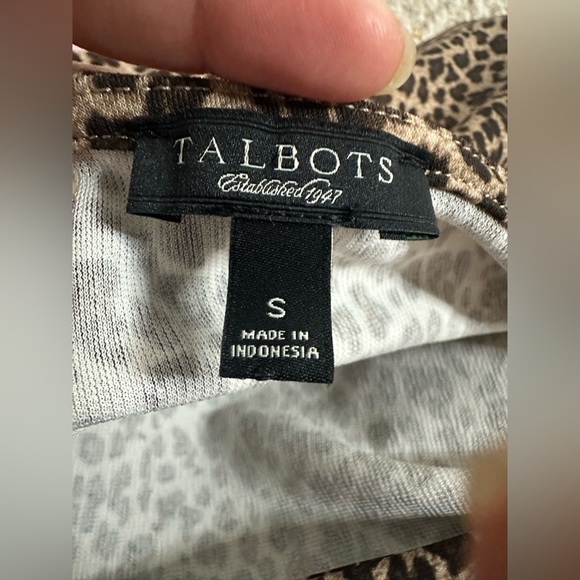 TALBOTS
Established 1947
S
MADE IN
INDONESIA